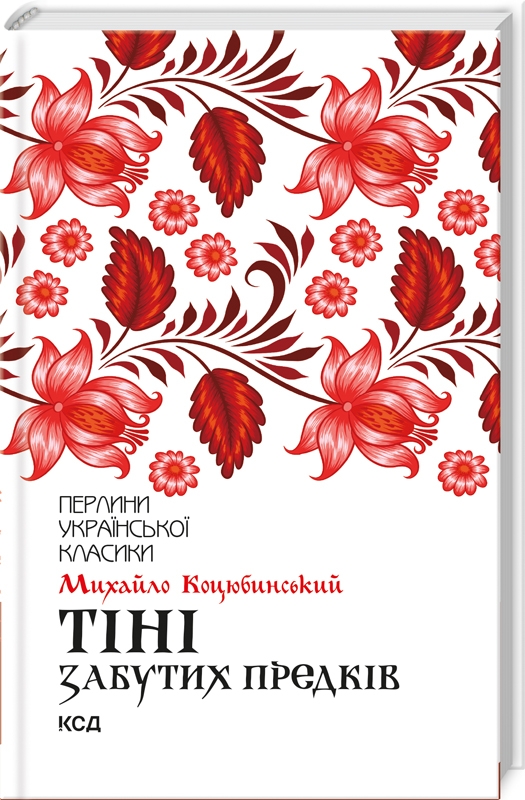 ПЕРЛИНИ
УКРАЇНСЬКОЇ
КЛАСИКИ
Михайло Коцюбинський
ТІНІ
ЗАБУТИХ ПРЕДКІВ
КСД